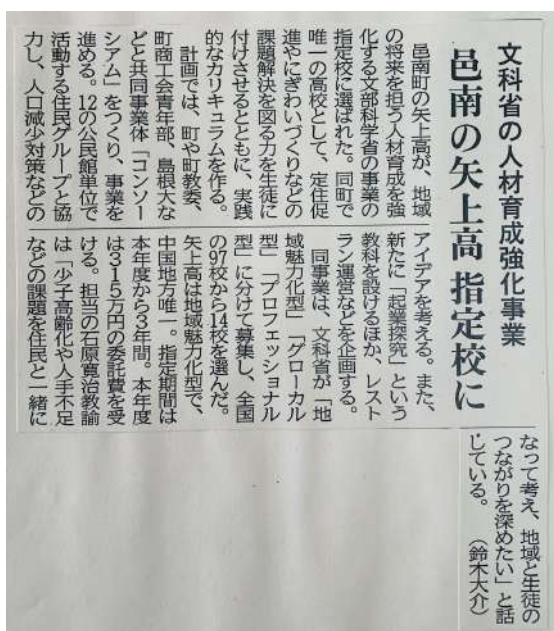 文科省の人材育成強化事業
邑南の矢上高 指定校に
邑南町の矢上高が、地域
の将来を担う人材育成を強
化する文部科学省の事業の
指定校に選ばれた。同町で
唯一の高校として、定住促
進やにぎわいづくりなどの
課題解決を図る力を生徒に
付けさせるとともに、実践
的なカリキュラムを作る。
計画では、町や町教委、
町商工会青年部、島根大な
どと共同事業体「コンソー
シアム」をつくり、事業を
進める。12の公民館単位で
活動する住民グループと協
力し、人口減少対策などの
アイデアを考える。また、
新たに「起業探究」という
教科を設けるほか、レスト
ラン運営などを企画する。
同事業は、文科省が「地
域魅力化型」「グローカル
型」「プロフェッショナル
型」に分けて募集し、全国
の97校から14校を選んだ。
矢上高は地域魅力化型で、
中国地方唯一。指定期間は
本年度から3年間。本年度
は315万円の委託費を受
ける。担当の石原寛治教諭
は「少子高齢化や人手不足
などの課題を住民と一緒に
なって考え、地域と生徒の
つながりを深めたい」と話
している。（鈴木大介）